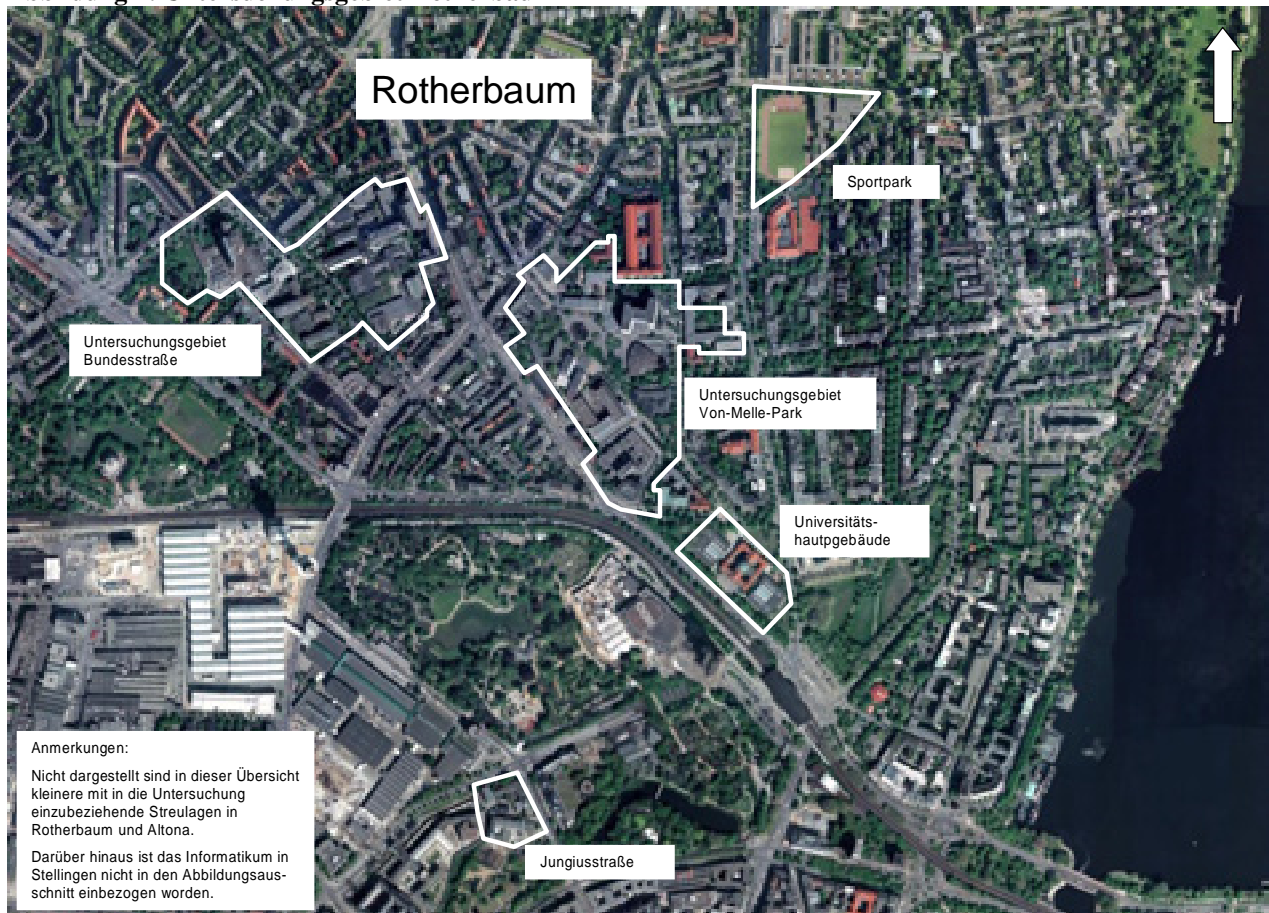 Rotherbaum
Sportpark
Untersuchungsgebiet
Bundesstraße
Untersuchungsgebiet
Von-Melle-Park
Universitäts-
hautpgebäude
Anmerkungen:
Nicht dargestellt sind in dieser Übersicht
kleinere mit in die Untersuchung
einzubeziehende Streulagen in
Rotherbaum und Altona.
Darüber hinaus ist das Informatikum in
Stellingen nicht in den Abbildungsaus-
schnitt einbezogen worden.
Jungiusstraße